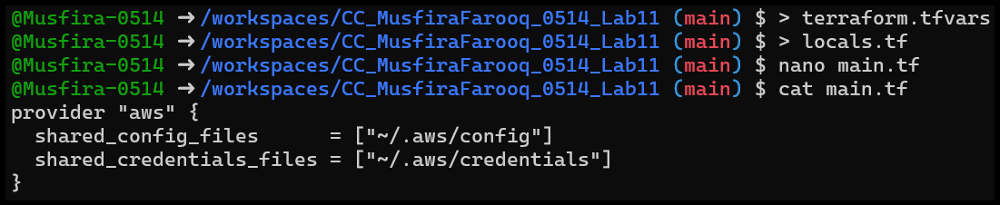 @Musfira-0514 ➜/workspaces/CC_MusfiraFarooq_0514_Lab11 (main) $ > terraform.tfvars
@Musfira-0514 ➜/workspaces/CC_MusfiraFarooq_0514_Lab11 (main) $ > locals.tf
@Musfira-0514 ➜/workspaces/CC_MusfiraFarooq_0514_Lab11 (main) $ nano main.tf
@Musfira-0514 ➜/workspaces/CC_MusfiraFarooq_0514_Lab11 (main) $ cat main.tf
provider "aws" {
  shared_config_files      = ["~/.aws/config"]
  shared_credentials_files = ["~/.aws/credentials"]
}